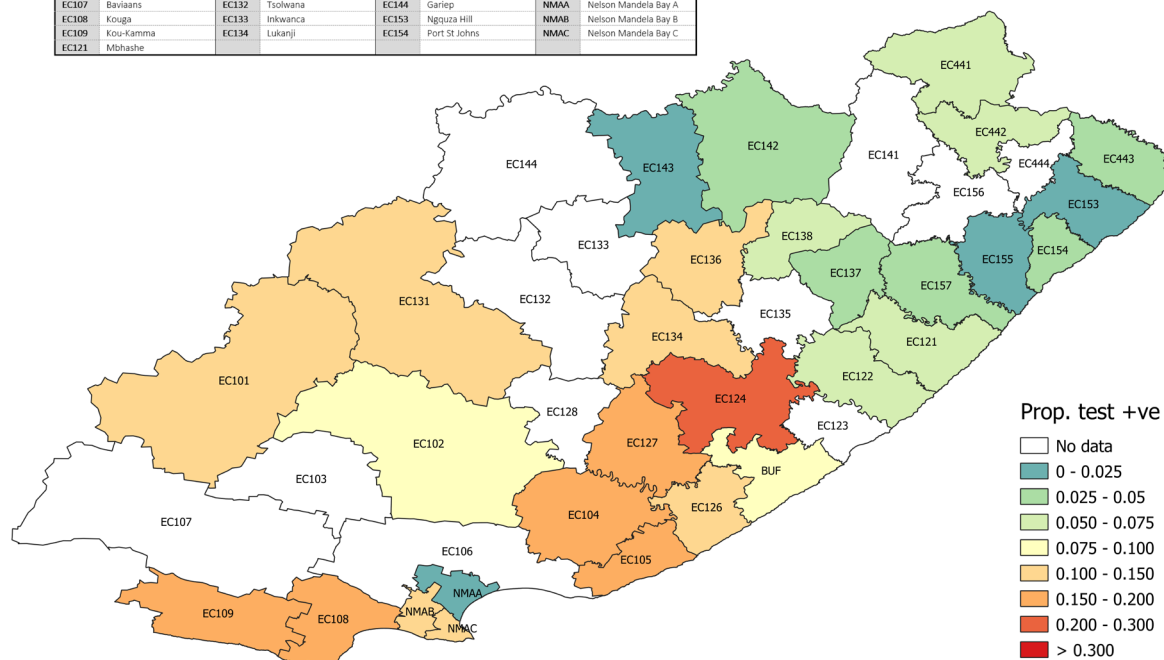 EC107 Baviaans EC132 Tsolwana EC144 Gariep NMAA Nelson Mandela Bay A
EC108 Kouga EC133 Inkwanca EC153 Ngquza Hill NMAB Nelson Mandela Bay B
EC109 Kou-Kamma EC134 Lukanji EC154 Port St Johns NMAC Nelson Mandela Bay C
EC121 Mbhashe
EC441
EC442
EC142
EC141
EC444
EC443
EC144
EC143
EC156
EC153
EC138
EC133
EC136
EC155
EC154
EC137
EC157
EC131
EC132
EC135
EC134
EC121
EC101
EC122
EC124
EC128
EC123
EC102
EC127
BUF
EC103
EC126
EC104
EC107
EC106
EC105
NMAA
EC109
EC108
NMAB
NMAC
Prop. test +ve
No data
0 - 0.025
0.025 - 0.05
0.050 - 0.075
0.075 - 0.100
0.100 - 0.150
0.150 - 0.200
0.200 - 0.300
> 0.300